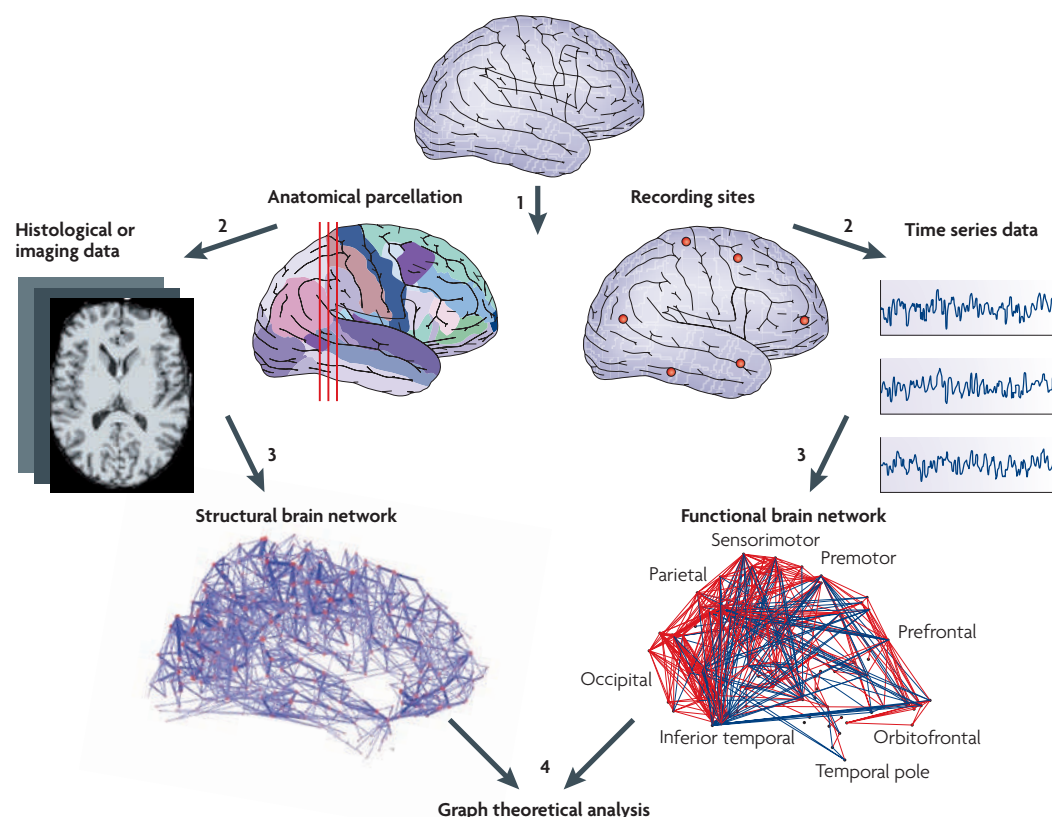 Anatomical parcellation
1
Recording sites
2
2
Histological or
imaging data
Time series data
3
3
Structural brain network
Functional brain network
Sensorimotor
Premotor
Parietal
Prefrontal
Occipital
Inferior temporal
Orbitofrontal
Temporal pole
4
Graph theoretical analysis